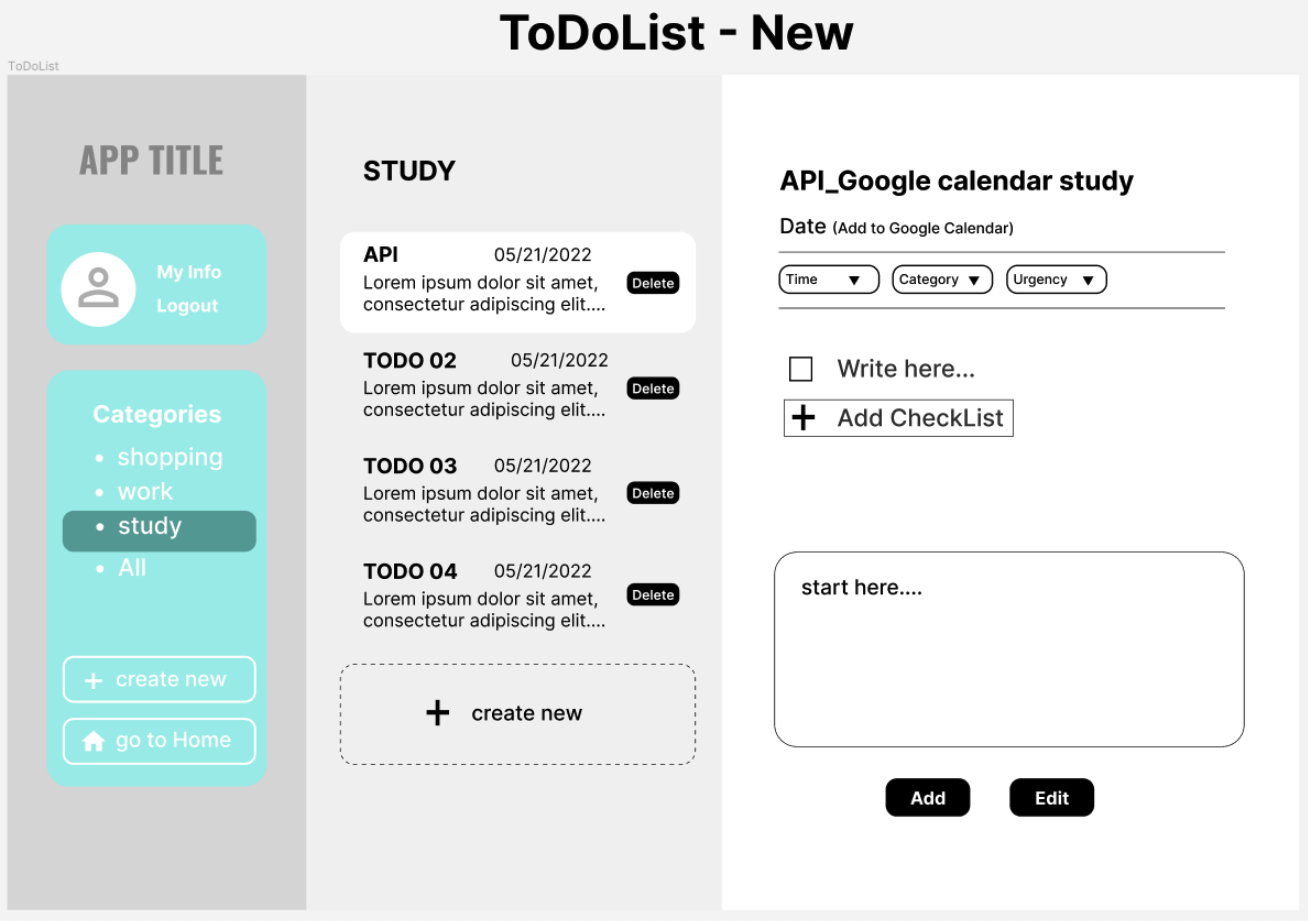 ToDoList - New
ToDoList
APP TITLE
My Info
Logout
Categories
• shopping
• work
• study
• All
+ create new
go to Home
STUDY
API 05/21/2022
Lorem ipsum dolor sit amet,
consectetur adipiscing elit....
Delete
TODO 02 05/21/2022
Lorem ipsum dolor sit amet,
consectetur adipiscing elit....
Delete
TODO 03 05/21/2022
Lorem ipsum dolor sit amet,
consectetur adipiscing elit....
Delete
TODO 04 05/21/2022
Lorem ipsum dolor sit amet,
consectetur adipiscing elit....
Delete
+ create new
API_Google calendar study
Date (Add to Google Calendar)
Time ▼ Category ▼ Urgency ▼
Write here...
+ Add CheckList
start here....
Add Edit